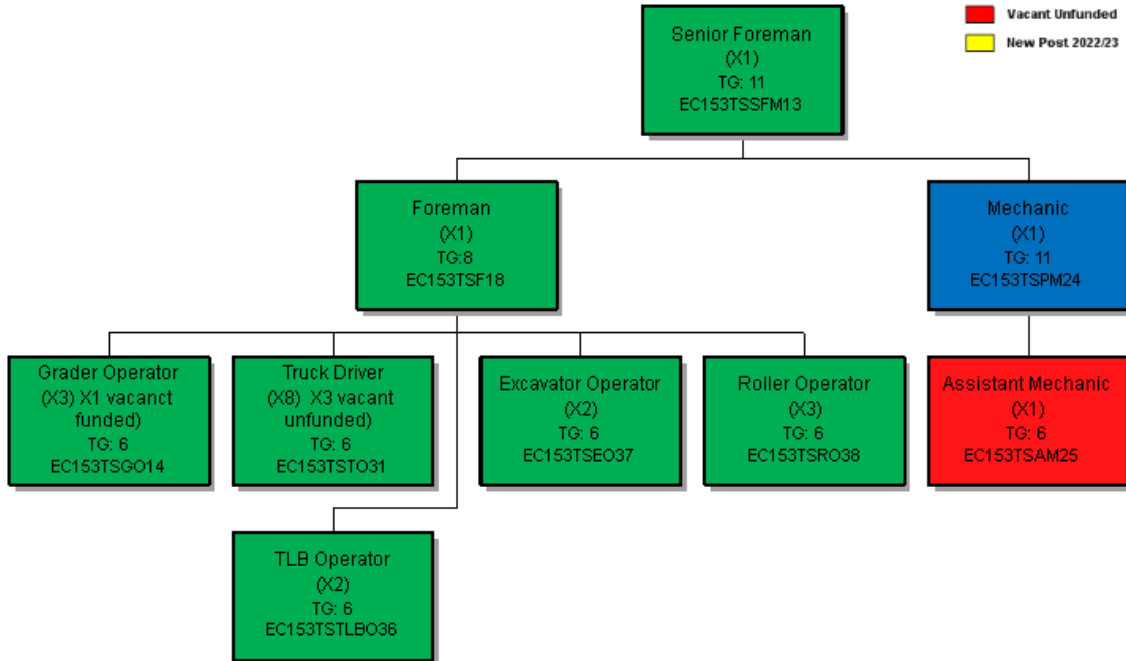 Vacant Unfunded
New Post 2022/23
Senior Foreman
(X1)
TG: 11
EC153TSSFM13
Foreman
(X1)
TG:8
EC153TSF18
Mechanic
(X1)
TG: 11
EC153TSPM24
Grader Operator
(X3) X1 vacanct
funded)
TG: 6
EC153TSGO14
Truck Driver
(X8) X3 vacant
unfunded)
TG: 6
EC153TSTO31
Excavator Operator
(X2)
TG: 6
EC153TSEO37
Roller Operator
(X3)
TG: 6
EC153TSRO38
Assistant Mechanic
(X1)
TG: 6
EC153TSAM25
TLB Operator
(X2)
TG: 6
EC153TSTLBO36